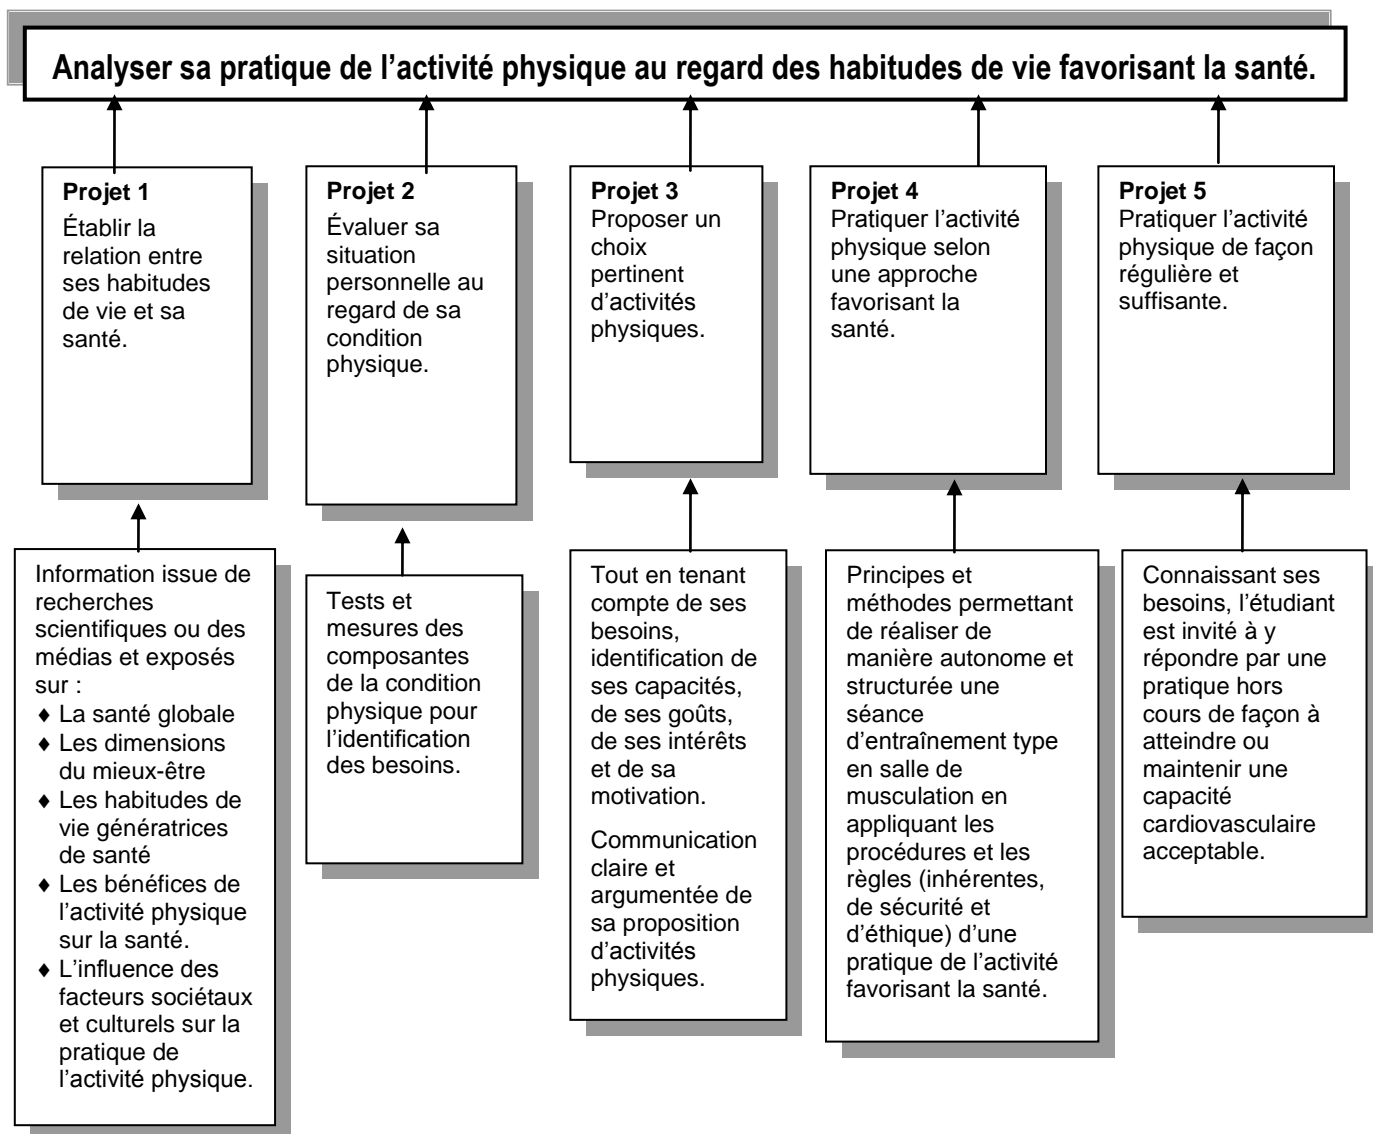 Analyser sa pratique de l’activité physique au regard des habitudes de vie favorisant la santé.
Projet 1
Établir la
relation entre
ses habitudes
de vie et sa
santé.
Projet 2
Évaluer sa
situation
personnelle au
regard de sa
condition
physique.
Projet 3
Proposer un
choix
pertinent
d’activités
physiques.
Projet 4
Pratiquer l’activité
physique selon
une approche
favorisant la
santé.
Projet 5
Pratiquer l’activité
physique de façon
régulière et
suffisante.
Information issue de
recherches
scientifiques ou des
médias et exposés
sur :
♦ La santé globale
♦ Les dimensions
du mieux-être
♦ Les habitudes de
vie génératrices
de santé
♦ Les bénéfices de
l’activité physique
sur la santé.
♦ L’influence des
facteurs sociétaux
et culturels sur la
pratique de
l’activité physique.
Tests et
mesures des
composantes
de la condition
physique pour
l’identification
des besoins.
Tout en tenant
compte de ses
besoins,
identification de
ses capacités,
de ses goûts,
de ses intérêts
et de sa
motivation.
Communication
claire et
argumentée de
sa proposition
d’activités
physiques.
Principes et
méthodes permettant
de réaliser de
manière autonome et
structurée une
séance
d’entraînement type
en salle de
musculation en
appliquant les
procédures et les
règles (inhérentes,
de sécurité et
d’éthique) d’une
pratique de l’activité
favorisant la santé.
Connaissant ses
besoins, l’étudiant
est invité à y
répondre par une
pratique hors
cours de façon à
atteindre ou
maintenir une
capacité
cardiovasculaire
acceptable.